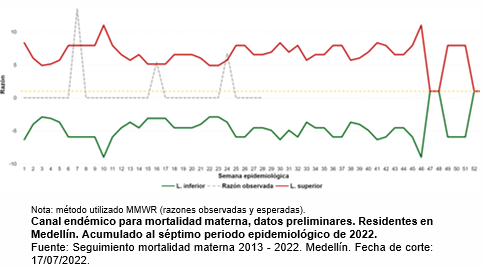 10
5
0
-5
-10
Razón
1 2 3 4 5 6 7 8 9 10 11 12 13 14 15 16 17 18 19 20 21 22 23 24 25 26 27 28 29 30 31 32 33 34 35 36 37 38 39 40 41 42 43 44 45 46 47 48 49 50 51 52
Semana epidemiológica
L. inferior Razón observada L. superior
Nota: método utilizado MMWR (razones observadas y esperadas).
Canal endémico para mortalidad materna, datos preliminares. Residentes en
Medellín. Acumulado al séptimo periodo epidemiológico de 2022.
Fuente: Seguimiento mortalidad materna 2013 - 2022. Medellín. Fecha de corte:
17/07/2022.